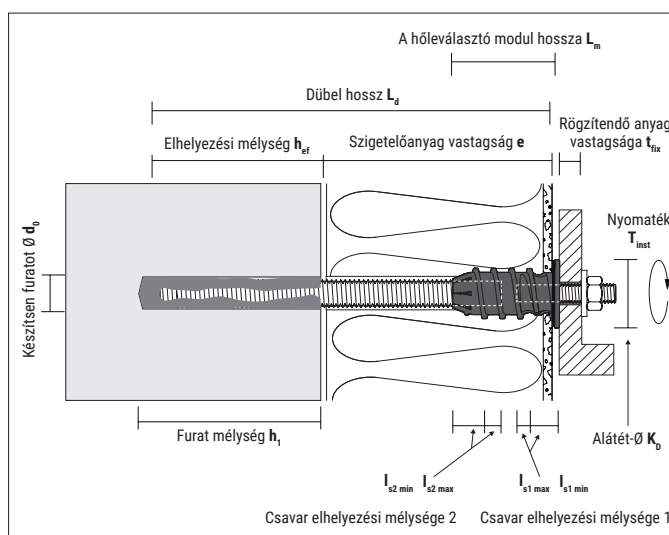 A hőleválasztó modul hossza Lm
Dübel hossz Ld
Rögzítendő anyag
vastagsága tfix
Elhelyezési mélység hef
Szigetelőanyag vastagság e
Nyomaték
Tinst
Készítsen furatot Ø d0
Furat mélység h1
Alátét-Ø KD
ls2 min ls2 max
ls1 max ls1 min
Csavar elhelyezési mélysége 2
Csavar elhelyezési mélysége 1